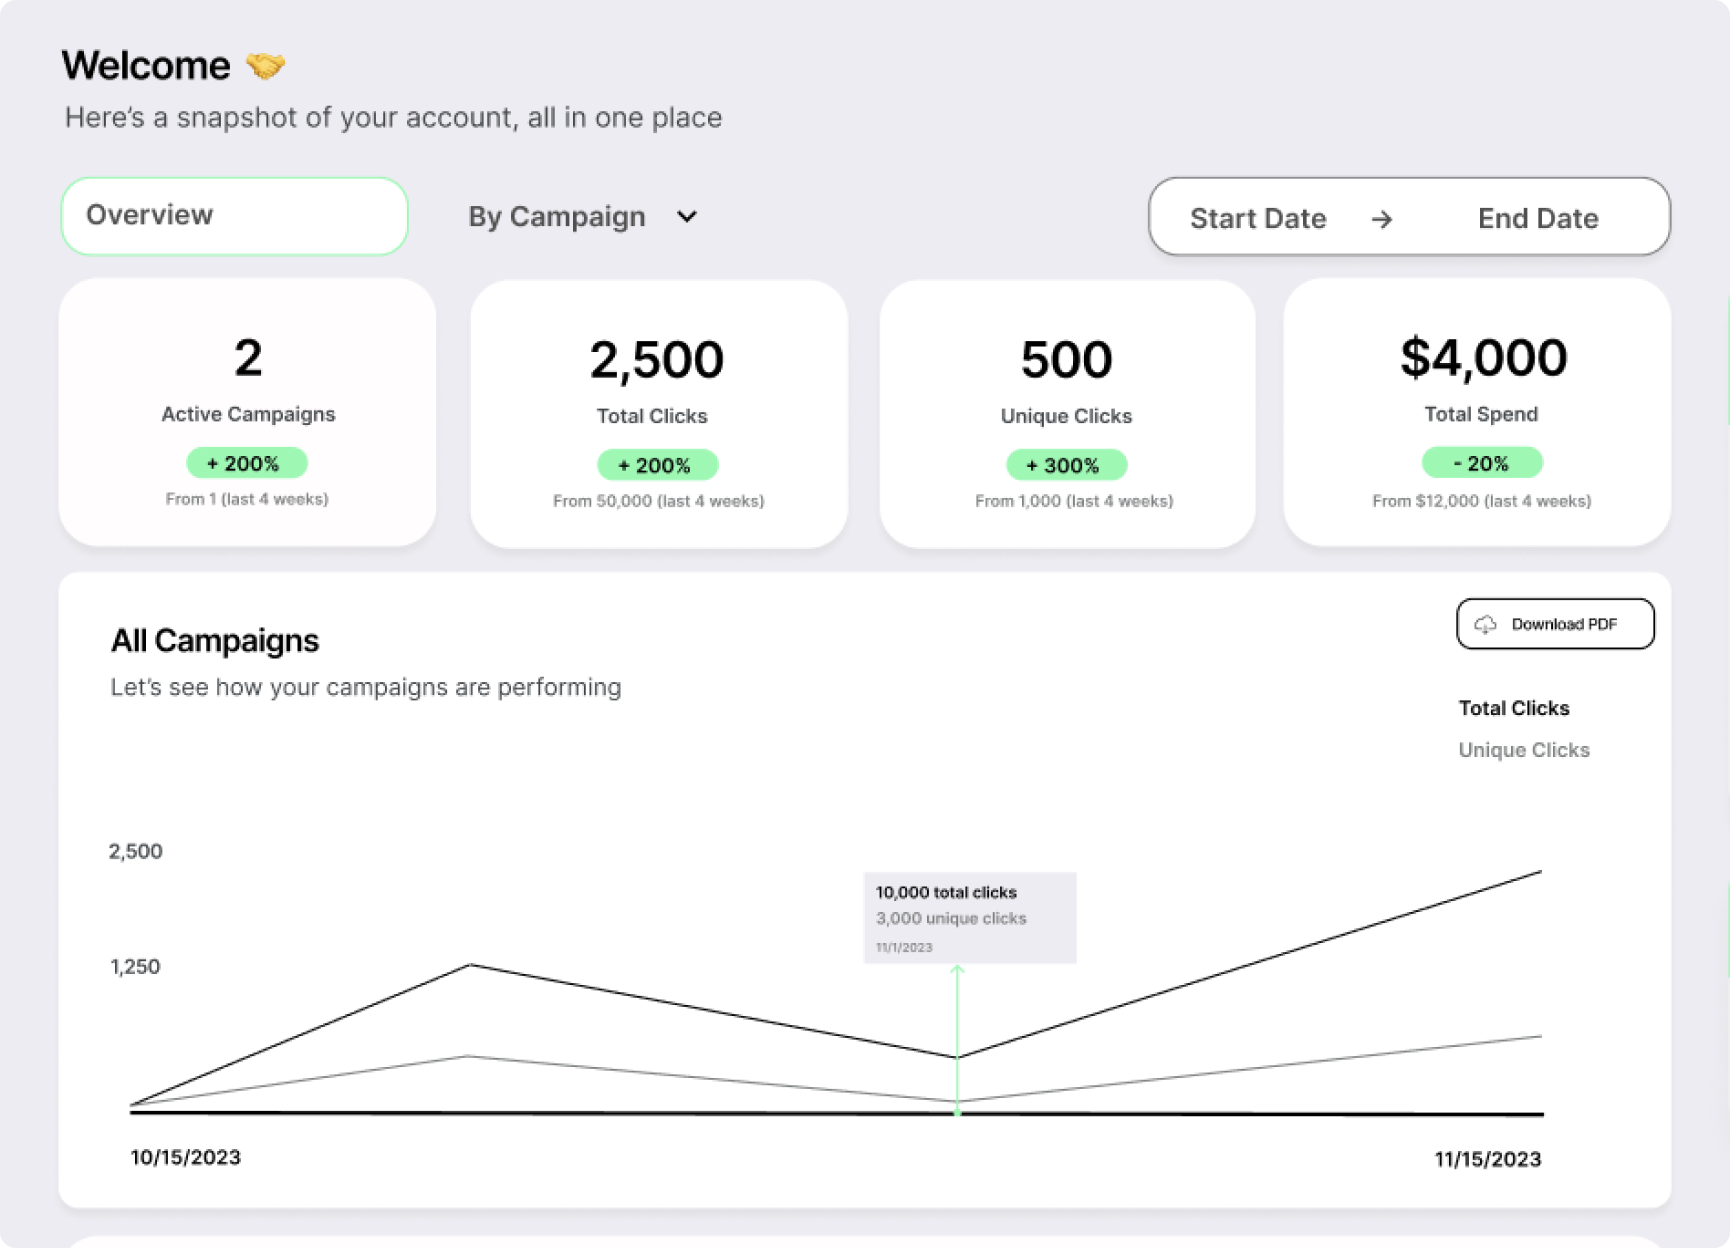 Welcome 🤝
Here's a snapshot of your account, all in one place
Overview
By Campaign
Start Date → End Date
2
Active Campaigns
+ 200%
From 1 (last 4 weeks)
2,500
Total Clicks
+ 200%
From 50,000 (last 4 weeks)
500
Unique Clicks
+ 300%
From 1,000 (last 4 weeks)
$4,000
Total Spend
- 20%
From $12,000 (last 4 weeks)
All Campaigns
Let's see how your campaigns are performing
Download PDF
Total Clicks
Unique Clicks
2,500
1,250
10,000 total clicks
3,000 unique clicks
11/1/2023
10/15/2023
11/15/2023